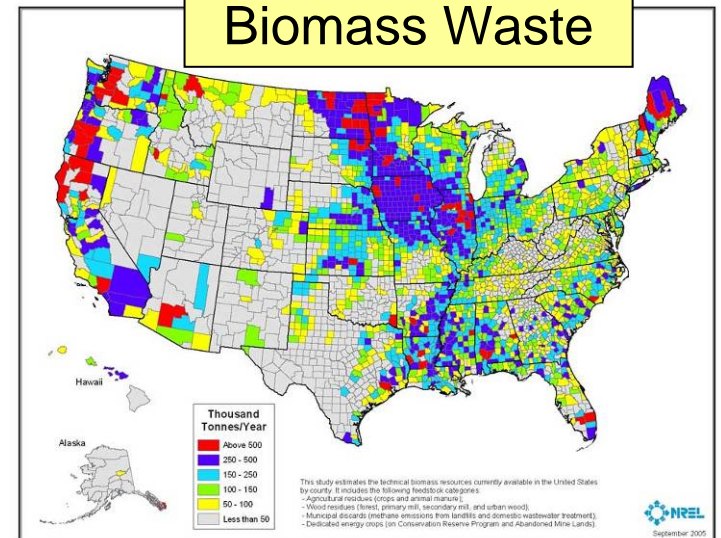 Biomass Waste
Hawaii
Alaska
Thousand
Tonnes/Year
Above 500
250 - 500
150 - 250
100 - 150
50 - 100
Less than 50
This study estimates the technical biomass resources currently available in the United States
by county. It includes the following feedstock categories:
- Agricultural residues (crops and animal manure);
- Wood residues (forest, primary mill, secondary mill, and urban wood);
- Municipal discards (methane emissions from landfills and domestic wastewater treatment);
- Dedicated energy crops (on Conservation Reserve Program and Abandoned Mine Lands).
NREL
September 2005